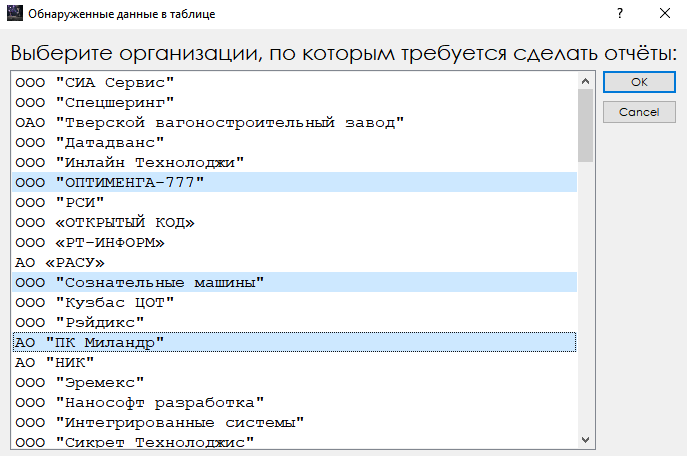 Обнаруженные данные в таблице
?
Выберите организации, по которым требуется сделать отчёты:
ООО "СИА Сервис"
OK
ООО "Спецшеринг"
Cancel
ОАО "Тверской вагоностроительный завод"
ООО "Датадванс"
ООО "Инлайн Технолоджи"
ООО "ОПТИМЕНГА-777"
ООО "РСИ"
ООО «ОТКРЫТЫЙ КОД»
ООО «РТ-ИНФОРМ»
АО «РАСУ»
ООО "Сознательные машины"
ООО "Кузбас ЦОТ"
ООО "Рэйдикс"
АО "ПК Миландр"
АО "НИК"
ООО "Эремекс"
ООО "Нанософт разработка"
ООО "Интегрированные системы"
ООО "Сикрет Технолоджис"